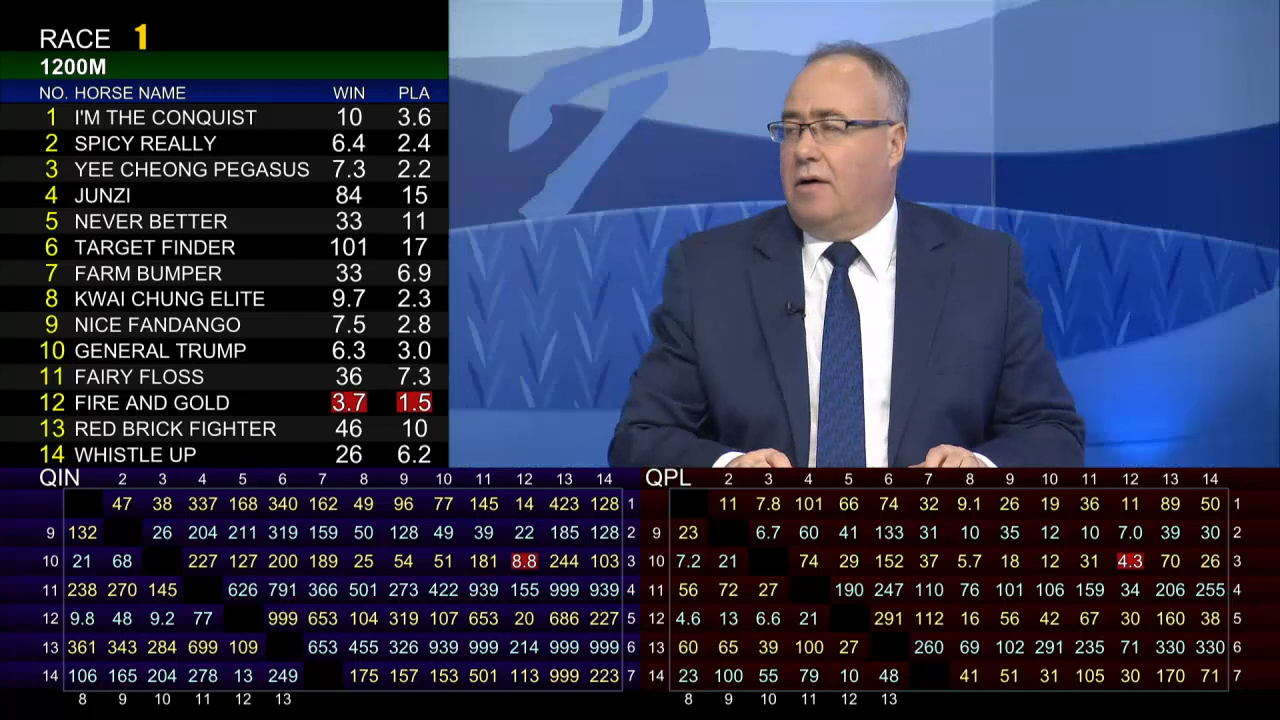 RACE 1
1200M
NO. HORSE NAME WIN PLA
1 I'M THE CONQUIST 10 3.6
2 SPICY REALLY 6.4 2.4
3 YEE CHEONG PEGASUS 7.3 2.2
4 JUNZI 84 15
5 NEVER BETTER 33 11
6 TARGET FINDER 101 17
7 FARM BUMPER 33 6.9
8 KWAI CHUNG ELITE 9.7 2.3
9 NICE FANDANGO 7.5 2.8
10 GENERAL TRUMP 6.3 3.0
11 FAIRY FLOSS 36 7.3
12 FIRE AND GOLD 3.7 1.5
13 RED BRICK FIGHTER 46 10
14 WHISTLE UP 26 6.2
QIN 2 3 4 5 6 7 8 9 10 11 12 13 14
47 38 337 168 340 162 49 96 77 145 14 423 128 1
9 132 26 204 211 319 159 50 128 49 39 22 185 128 2
10 21 68 227 127 200 189 25 54 51 181 8.8 244 103 3
11 238 270 145 626 791 366 501 273 422 939 155 999 939 4
12 9.8 48 9.2 77 999 653 104 319 107 653 20 686 227 5
13 361 343 284 699 109 653 455 326 939 999 214 999 999 6
14 106 165 204 278 13 249 175 157 153 501 113 999 223 7
8 9 10 11 12 13
QPL 2 3 4 5 6 7 8 9 10 11 12 13 14
11 7.8 101 66 74 32 9.1 26 19 36 11 89 50 1
9 23 6.7 60 41 133 31 10 35 12 10 7.0 39 30 2
10 7.2 21 74 29 152 37 5.7 18 12 31 4.3 70 26 3
11 56 72 27 190 247 110 76 101 106 159 34 206 255 4
12 4.6 13 6.6 21 291 112 16 56 42 67 30 160 38 5
13 60 65 39 100 27 260 69 102 291 235 71 330 330 6
14 23 100 55 79 10 48 41 51 31 105 30 170 71 7
8 9 10 11 12 13